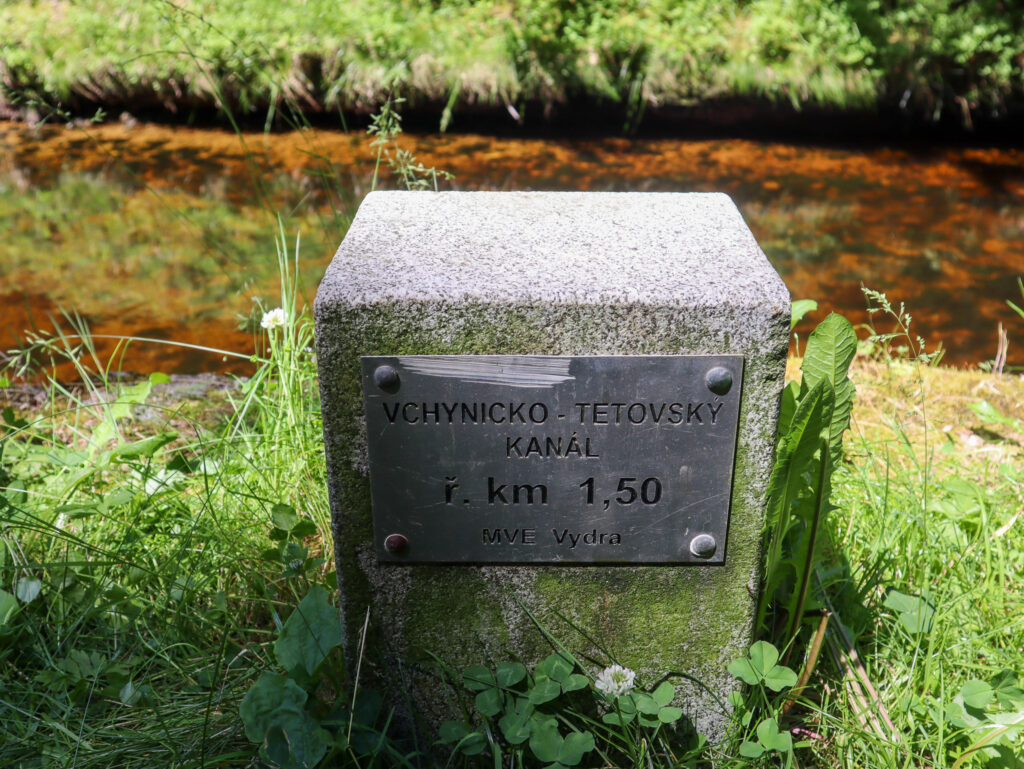 VCHYNICKO - TETOVSKÝ
KANÁL
ř. km 1,50
MVE Vydra